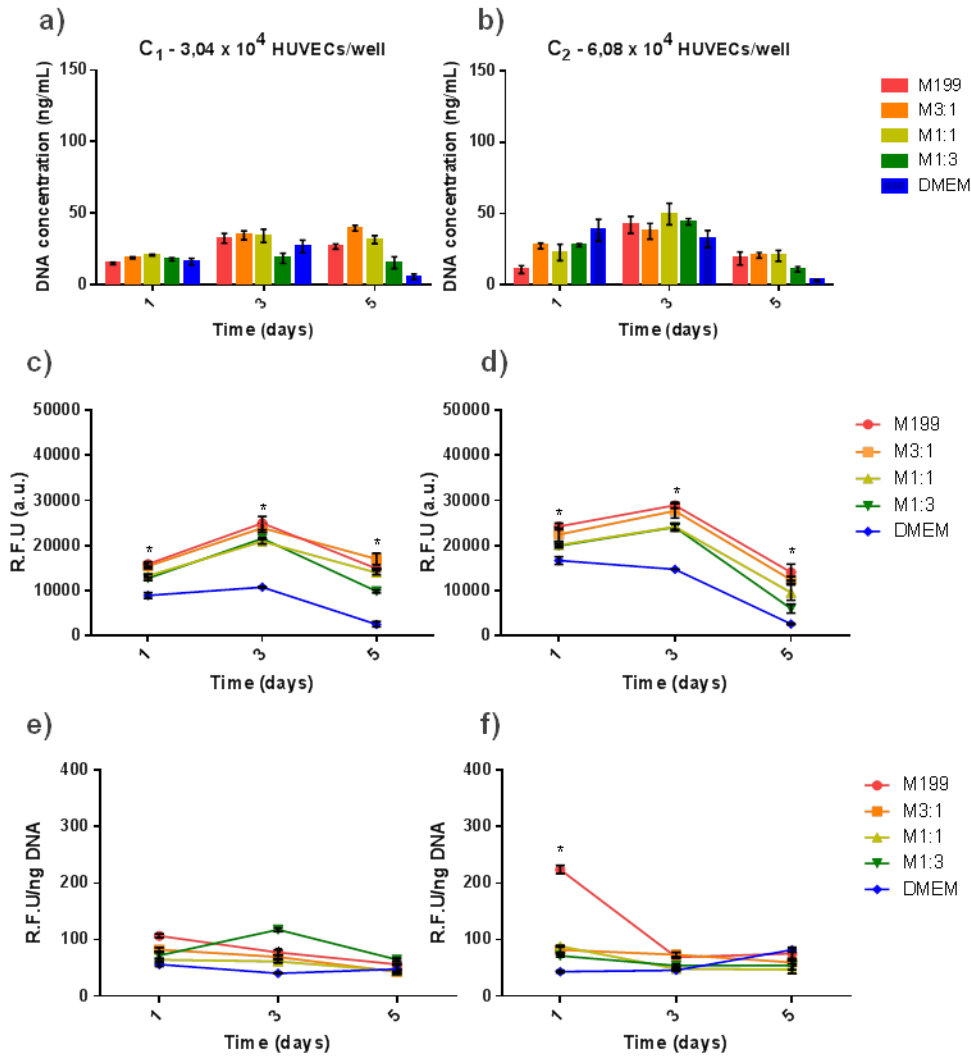 a)
C1 - 3,04 x 10^4 HUVECs/well
DNA concentration (ng/mL)
150
100
50
0
1
3
5
Time (days)
b)
C2 - 6,08 x 10^4 HUVECs/well
DNA concentration (ng/mL)
150
100
50
0
1
3
5
Time (days)
M199
M3:1
M1:1
M1:3
DMEM
c)
R.F.U (a.u.)
50000
40000
30000
20000
10000
0
*
*
*
1
3
5
Time (days)
d)
R.F.U (a.u.)
50000
40000
30000
20000
10000
0
*
*
*
1
3
5
Time (days)
M199
M3:1
M1:1
M1:3
DMEM
e)
R.F.U/ng DNA
400
300
200
100
0
1
3
5
Time (days)
f)
R.F.U/ng DNA
400
300
200
100
0
*
1
3
5
Time (days)
M199
M3:1
M1:1
M1:3
DMEM